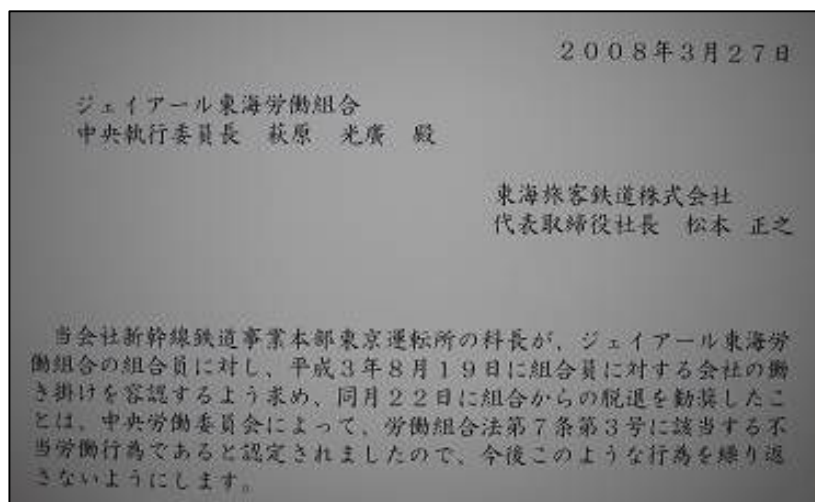 ２００８年３月２７日
ジェイアール東海労働組合
中央執行委員長　萩原　光廣　殿
東海旅客鉄道株式会社
代表取締役社長　松本　正之
当会社新幹線鉄道事業本部東京運転所の科長が、ジェイアール東海労
働組合の組合員に対し、平成３年８月１９日に組合員に対する会社の働
き掛けを容認するよう求め、同月２２日に組合からの脱退を勧奨したこ
とは、中央労働委員会によって、労働組合法第７条第３号に該当する不
当労働行為であると認定されましたので、今後このような行為を繰り返
さないようにします。